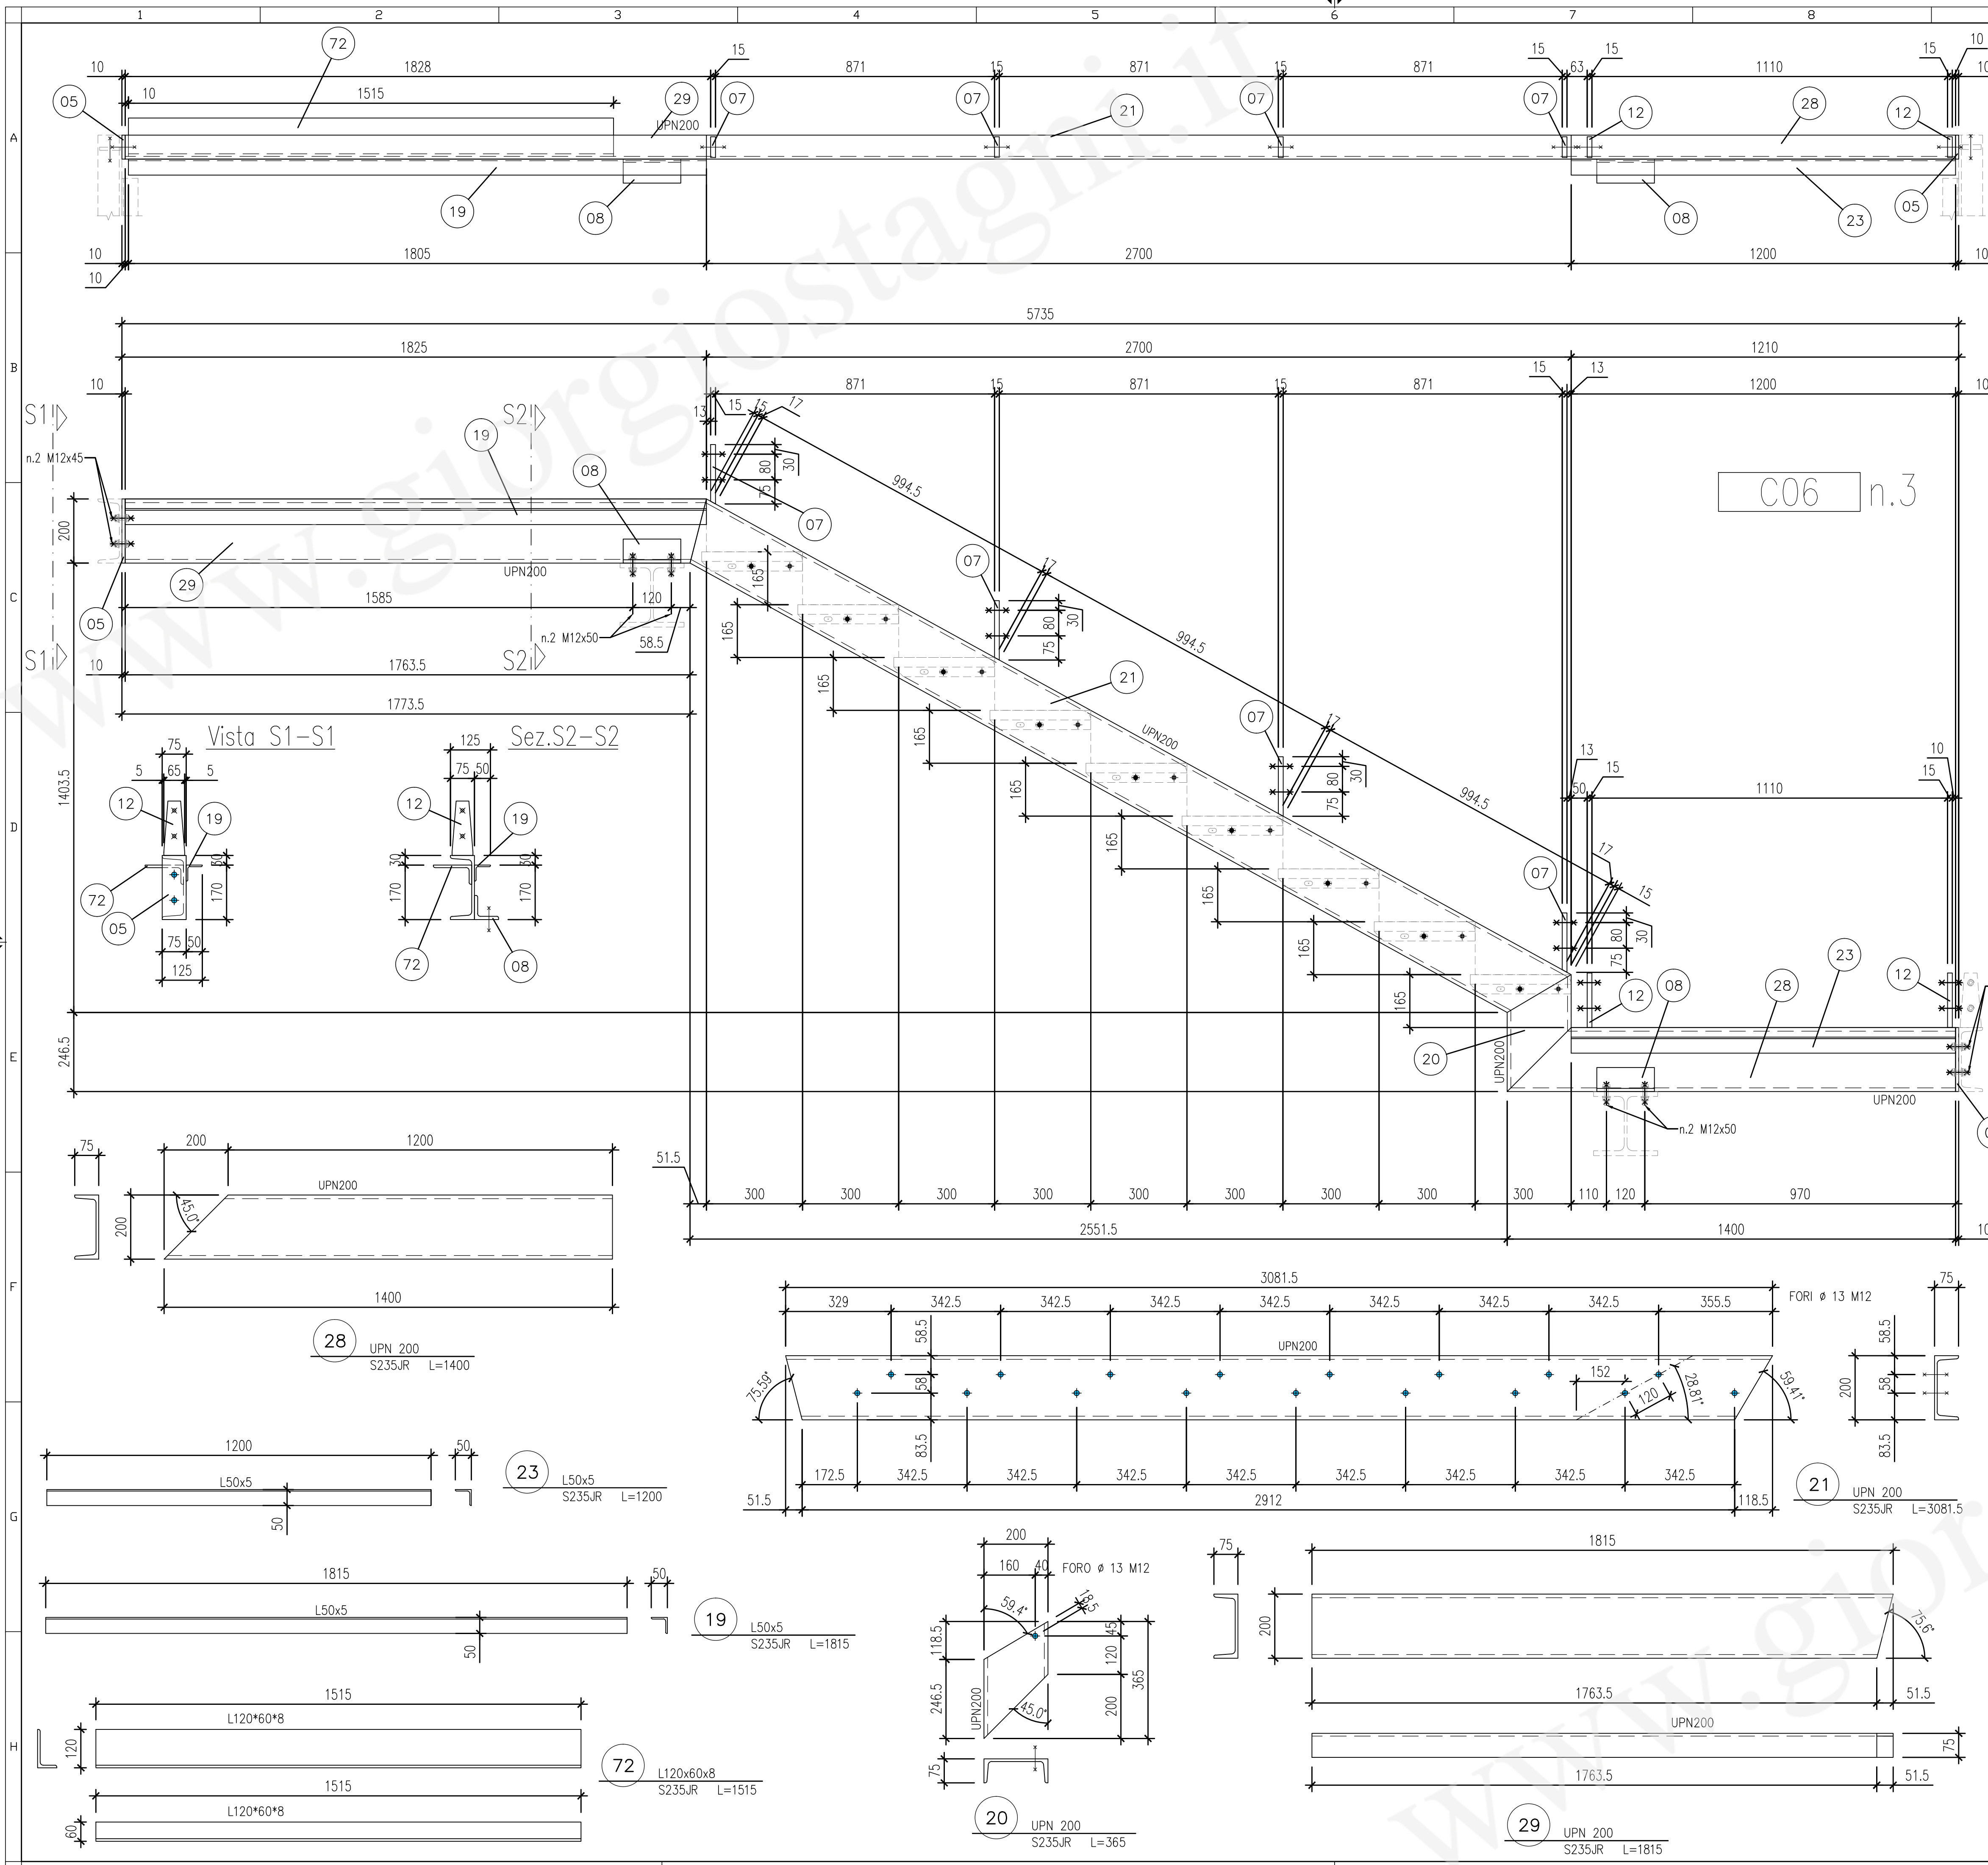 1 2 3 4 5 6 7 8
A
B
C
D
E
F
G
H
www.giorgiostagni.it
10 1828 15 871 15 871 15 871 15 63 15 1110 15 10 10
72
10 1515
05 29 07 07 21 07 07 12 28 12
UPN200
19 08 08 23 05
10 1805 2700 1200 10
10
5735
1825 2700 1210
10 871 15 871 15 871 15 13 1200 10
13 15 15 17
S1 S2
n.2 M12x45
19
08
80 30
75
994.5
07
C06 n.3
200
29
UPN200
1585 120
n.2 M12x50
58.5
05
S1 S2
10 1763.5
1773.5
165
165
165
165
165
165
165
165
165
165
07
17
80 30
75
994.5
21
UPN200
07
17
80 30
75
994.5
13
50 15
1110
10
15
17
15
07
80 30
75
12
08
28
23
12
20
UPN200
UPN200
n.2 M12x50
1403.5
246.5
Vista S1-S1
75
5 65 5
12
19
30
170
72
05
75 50
125
Sez.S2-S2
125
75 50
12
19
30 30
170 170
72
08
51.5 300 300 300 300 300 300 300 300 300 110 120 970
2551.5 1400 10
75
200 1200
UPN200
45.0°
200
1400
28
UPN 200
S235JR L=1400
3081.5
329 342.5 342.5 342.5 342.5 342.5 342.5 342.5 355.5
FORI ø 13 M12
58.5
UPN200
75.59°
58
152
120
28.81°
59.41°
83.5
172.5 342.5 342.5 342.5 342.5 342.5 342.5 342.5 342.5
51.5 2912 118.5
75
58.5
200
58
83.5
21
UPN 200
S235JR L=3081.5
1200
L50x5
50
50
23
L50x5
S235JR L=1200
1815
L50x5
50
50
19
L50x5
S235JR L=1815
1515
L120*60*8
120
1515
L120*60*8
60
72
L120x60x8
S235JR L=1515
200
160 40
FORO ø 13 M12
59.4°
18.5
118.5
45
120
365
246.5
UPN200
45.0°
200
75
20
UPN 200
S235JR L=365
75
1815
200
75.6°
1763.5 51.5
UPN200
75
1763.5 51.5
29
UPN 200
S235JR L=1815
www.gior